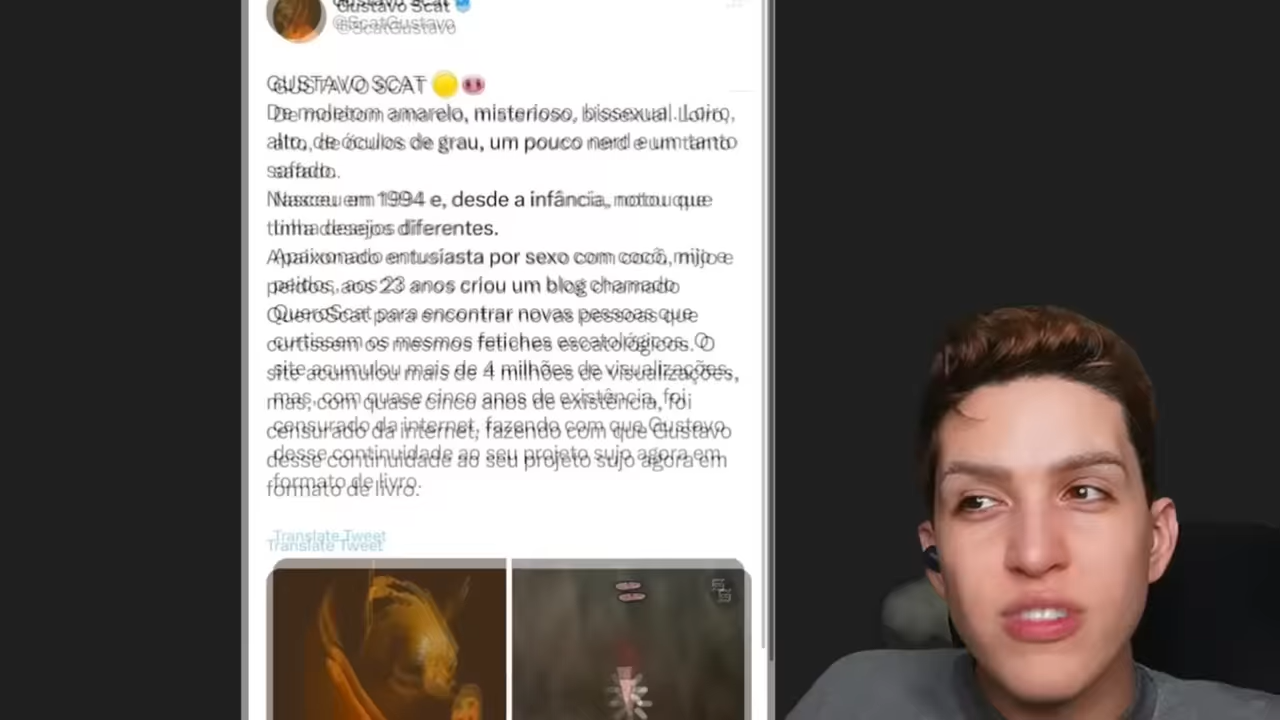 Gustavo Scat
@ScatGustavo
GUSTAVO SCAT 🟡🐽
De moletom amarelo, misterioso, bissexual. Loiro,
alto, de óculos de grau, um pouco nerd e um tanto
safado.
Nasceu em 1994 e, desde a infância, notou que
tinha desejos diferentes.
Apaixonado entusiasta por sexo com cocô, mijo e
peidos, aos 23 anos criou um blog chamado
QueroScat para encontrar novas pessoas que
curtissem os mesmos fetiches escatológicos. O
site acumulou mais de 4 milhões de visualizações,
mas, com quase cinco anos de existência, foi
censurado da internet, fazendo com que Gustavo
desse continuidade ao seu projeto sujo agora em
formato de livro.
Translate Tweet